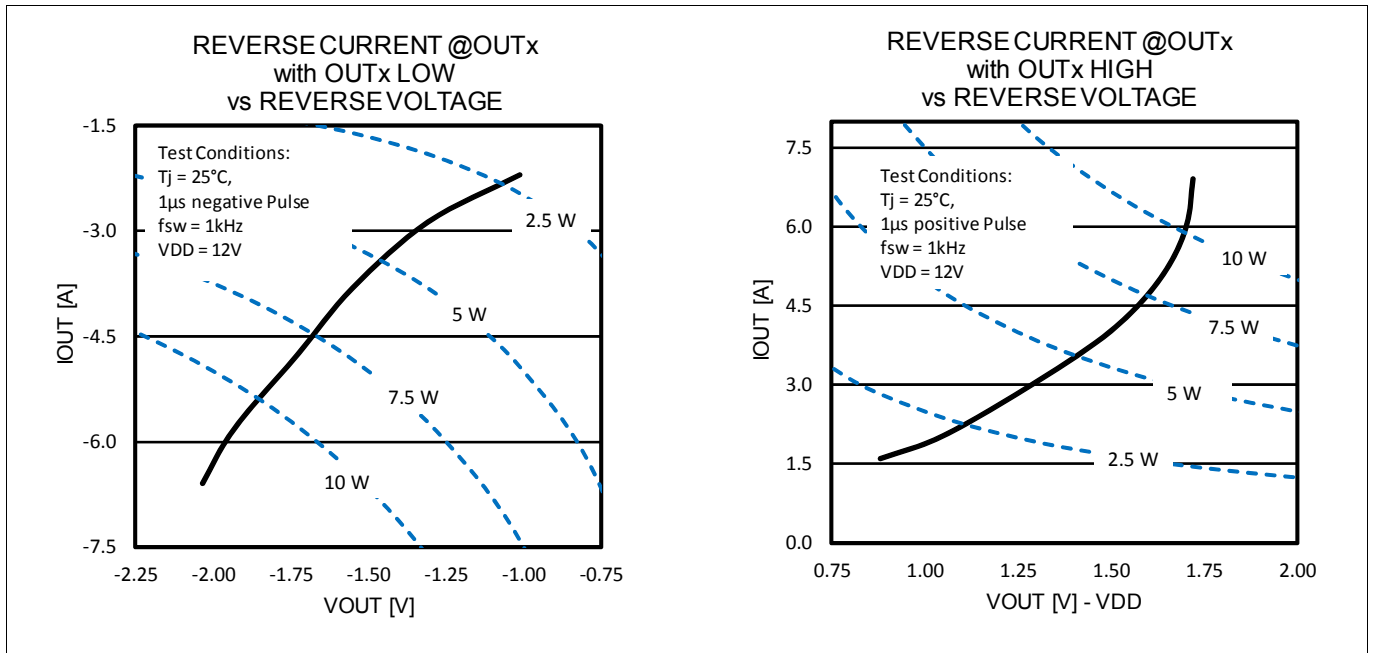 REVERSE CURRENT @OUTx
with OUTx LOW
vs REVERSE VOLTAGE
-1.5
-3.0
-4.5
-6.0
-7.5
IOUT [A]
Test Conditions:
Tj = 25°C,
1µs negative Pulse
fsw = 1kHz
VDD = 12V
2.5 W
5 W
7.5 W
10 W
-2.25 -2.00 -1.75 -1.50 -1.25 -1.00 -0.75
VOUT [V]
REVERSE CURRENT @OUTx
with OUTx HIGH
vs REVERSE VOLTAGE
7.5
6.0
4.5
3.0
1.5
0.0
IOUT [A]
Test Conditions:
Tj = 25°C,
1µs positive Pulse
fsw = 1kHz
VDD = 12V
10 W
7.5 W
5 W
2.5 W
0.75 1.00 1.25 1.50 1.75 2.00
VOUT [V] - VDD